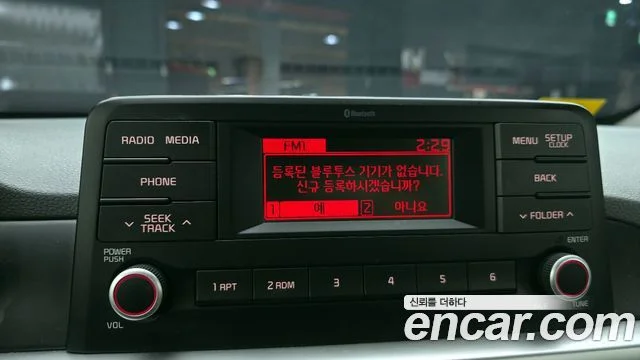 Bluetooth
RADIO MEDIA
PHONE
SEEK
TRACK
POWER
PUSH
VOL
FM1 2:29
등록된 블루투스 기기가 없습니다.
신규 등록하시겠습니까?
1 예 2 아니요
MENU SETUP
CLOCK
BACK
FOLDER
ENTER
TUNE
1 RPT 2 RDM 3 4 5 6
신뢰를 더하다
encar.com